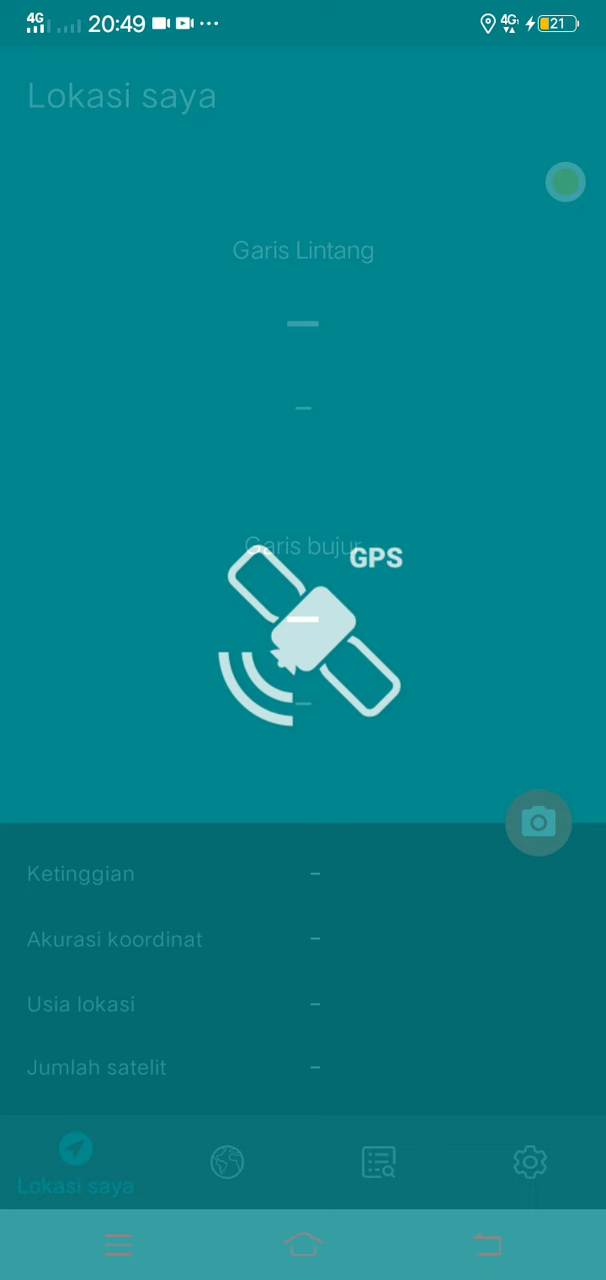 4G 20:49 4G 21
Lokasi saya
Garis Lintang
–
–
Garis bujur
GPS
–
–
Ketinggian –
Akurasi koordinat –
Usia lokasi –
Jumlah satelit –
Lokasi saya